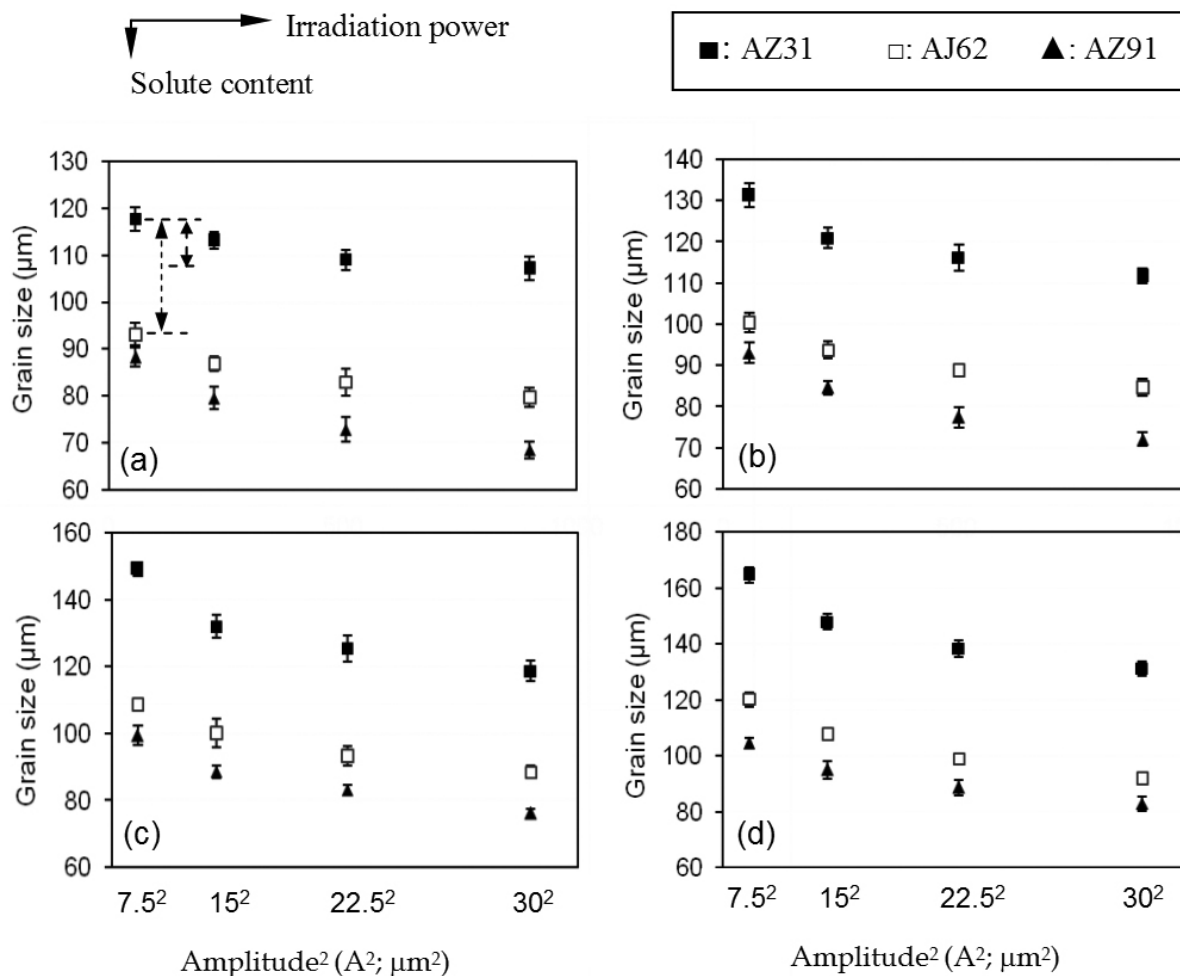 Irradiation power
Solute content
■: AZ31 □: AJ62 ▲: AZ91
130
120
110
100
90
80
70
60
Grain size (µm)
(a)
140
130
120
110
100
90
80
70
60
Grain size (µm)
(b)
160
140
120
100
80
60
Grain size (µm)
(c)
7.5² 15² 22.5² 30²
Amplitude² (A²; µm²)
180
160
140
120
100
80
60
Grain size (µm)
(d)
7.5² 15² 22.5² 30²
Amplitude² (A²; µm²)